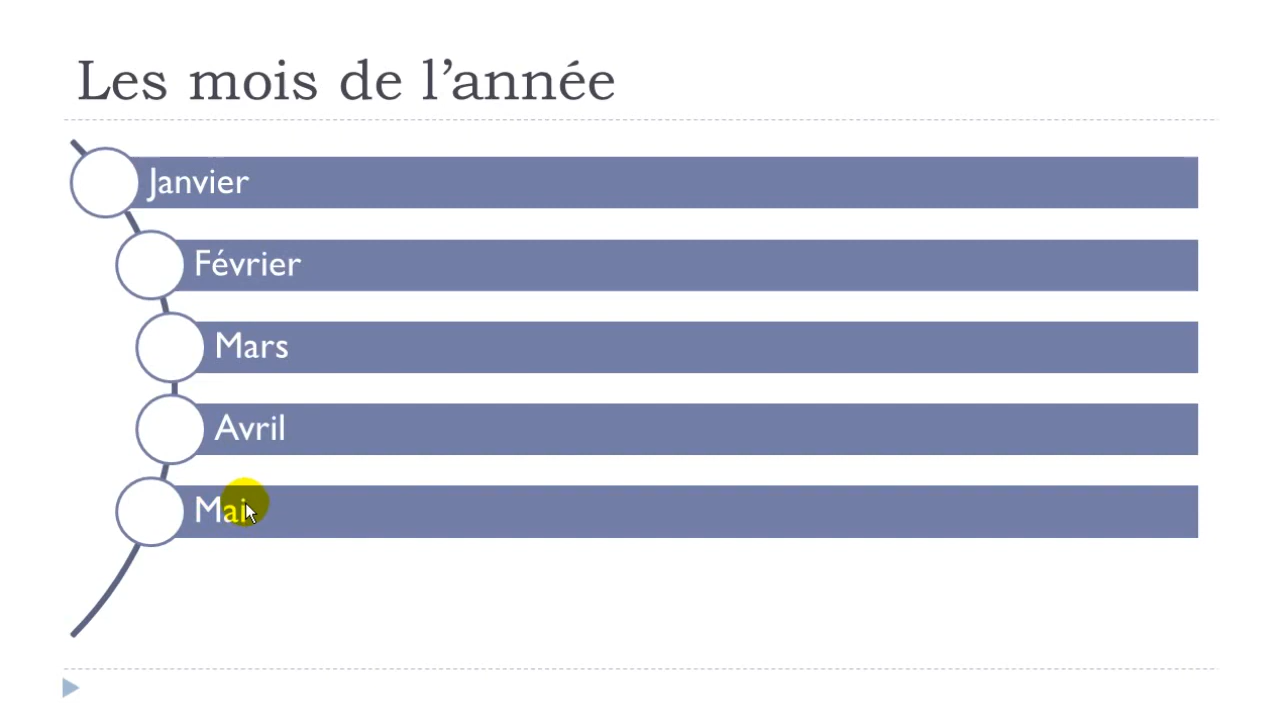 Les mois de l’année
Janvier
Février
Mars
Avril
Mai